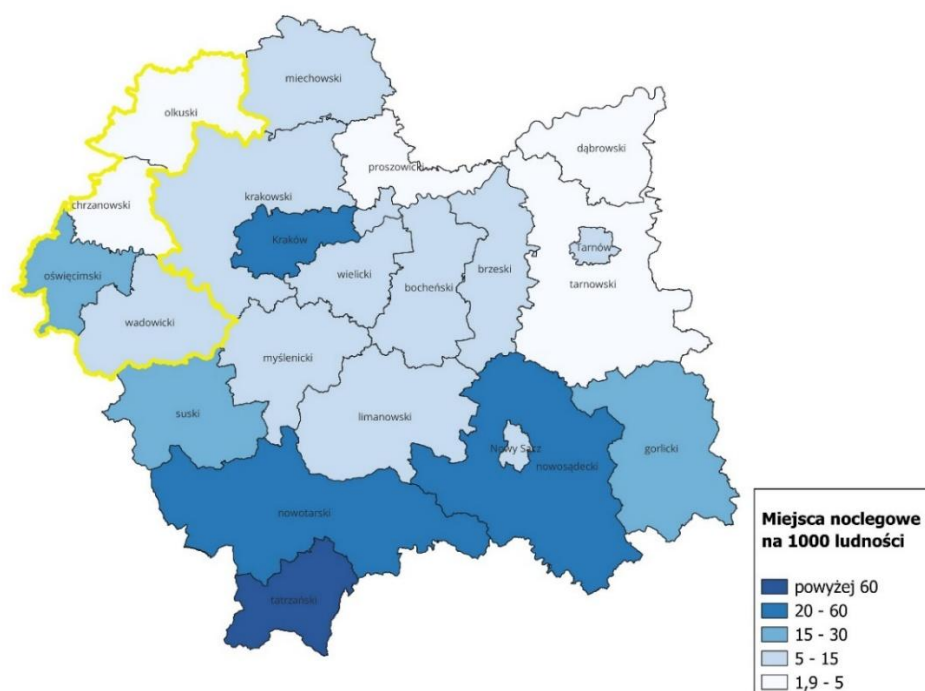 miechowski
olkuski
dąbrowski
proszowicki
chrzanowski
krakowski
Kraków
Tarnów
oświęcimski
wielicki
brzeski
tarnowski
bocheński
wadowicki
myślenicki
suski
limanowski
Nowy Sącz
gorlicki
nowosądecki
nowotarski
tatrzański
Miejsca noclegowe
na 1000 ludności
powyżej 60
20 - 60
15 - 30
5 - 15
1,9 - 5